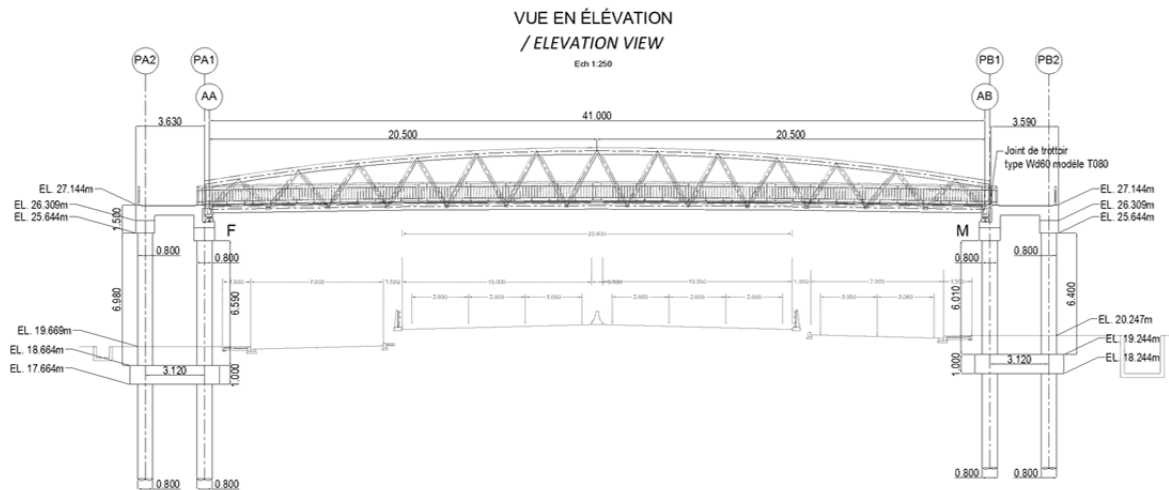 VUE EN ÉLÉVATION
/ ELEVATION VIEW
Ech 1:250
PA2
PA1
PB1
PB2
AA
AB
41.000
3.630
3.590
20.500
20.500
Joint de trottoir
type Wd60 modèle T080
EL. 27.144m
EL. 26.309m
EL. 25.644m
1.500
EL. 27.144m
EL. 26.309m
EL. 25.644m
F
M
0.800
0.800
0.800
0.800
6.980
6.590
6.010
6.400
EL. 19.669m
EL. 18.664m
EL. 17.664m
3.120
1.000
EL. 20.247m
EL. 19.244m
EL. 18.244m
3.120
1.000
0.800
0.800
0.800
0.800